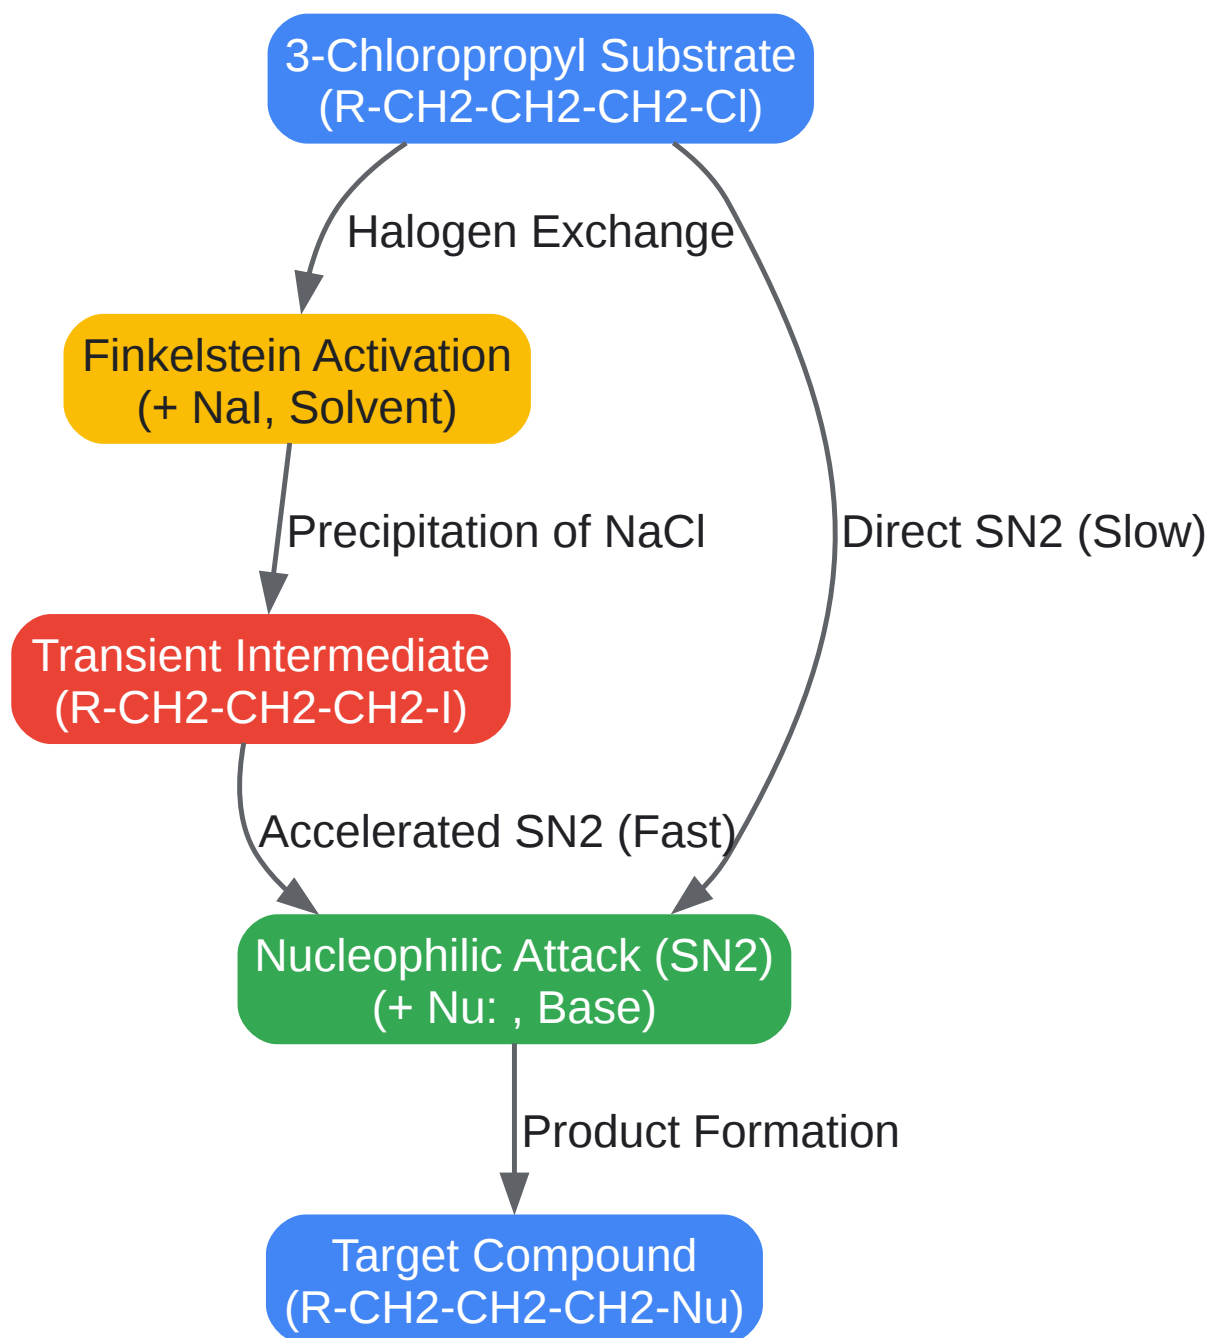 3-Chloropropyl Substrate
(R-CH2-CH2-CH2-Cl)
Halogen Exchange
Finkelstein Activation
(+ NaI, Solvent)
Precipitation of NaCl
Direct SN2 (Slow)
Transient Intermediate
(R-CH2-CH2-CH2-I)
Accelerated SN2 (Fast)
Nucleophilic Attack (SN2)
(+ Nu: , Base)
Product Formation
Target Compound
(R-CH2-CH2-CH2-Nu)